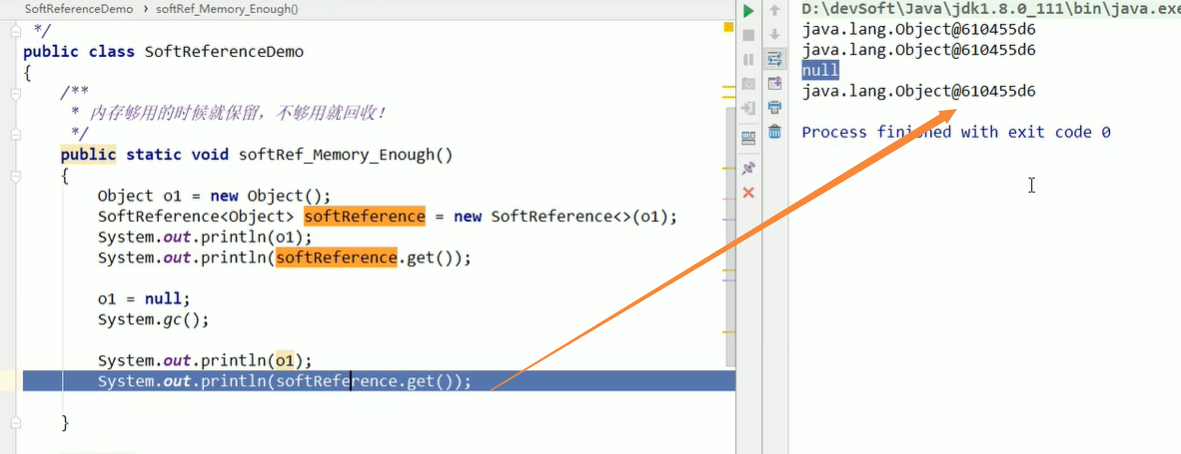 SoftReferenceDemo › softRef_Memory_Enough()
*/
public class SoftReferenceDemo
{
/**
* 内存够用的时候就保留，不够用就回收！
*/
public static void softRef_Memory_Enough()
{
Object o1 = new Object();
SoftReference<Object> softReference = new SoftReference<>(o1);
System.out.println(o1);
System.out.println(softReference.get());
o1 = null;
System.gc();
System.out.println(o1);
System.out.println(softReference.get());
}
D:\devSoft\Java\jdk1.8.0_111\bin\java.exe
java.lang.Object@610455d6
java.lang.Object@610455d6
null
java.lang.Object@610455d6
Process finished with exit code 0